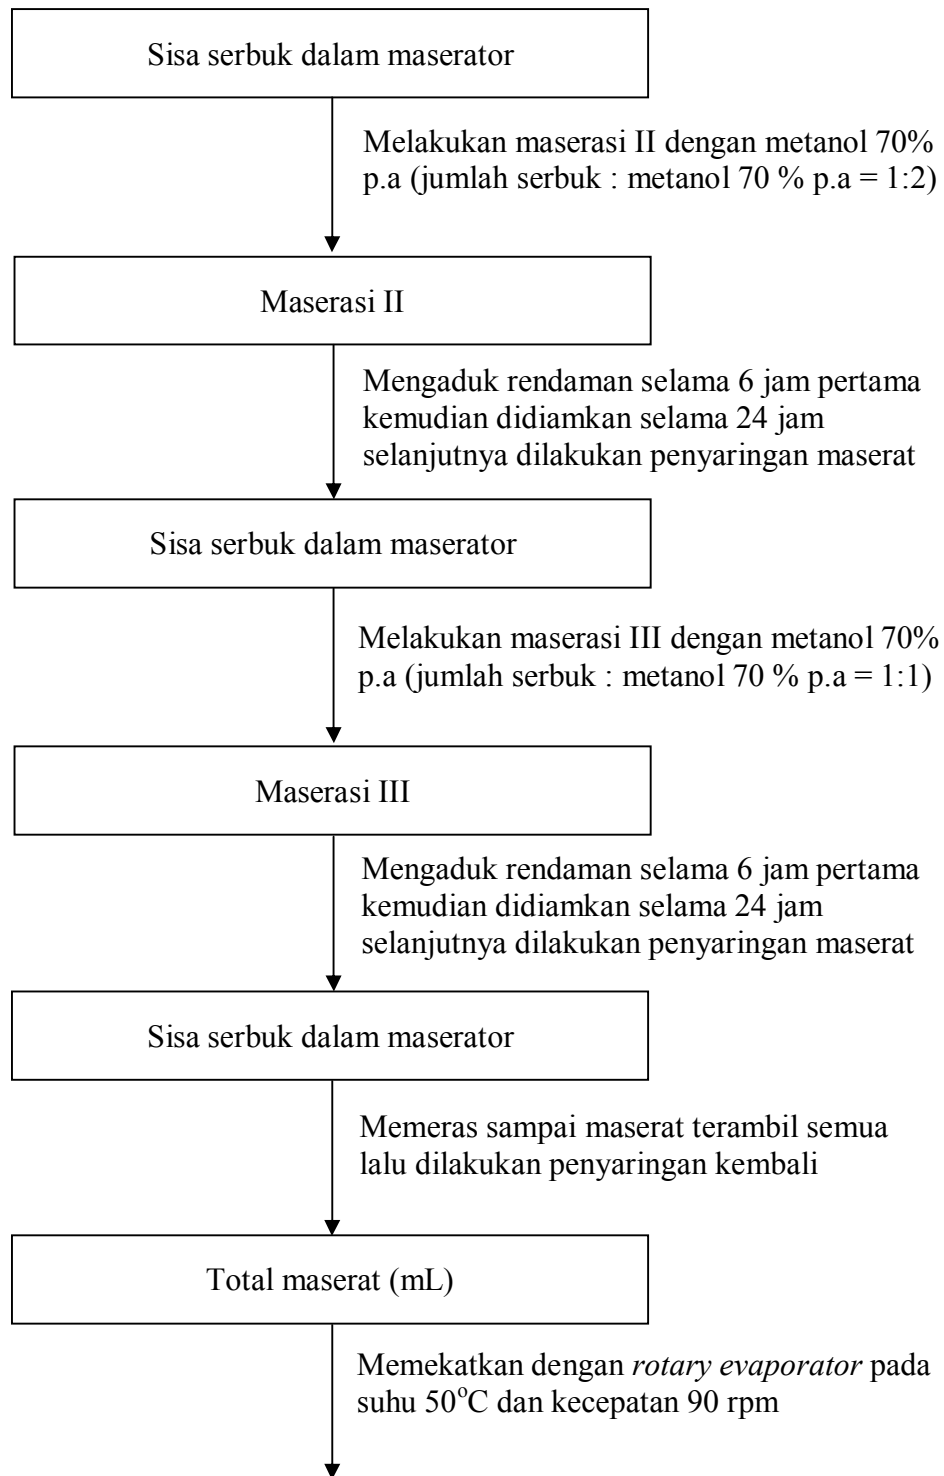 Sisa serbuk dalam maserator
Melakukan maserasi II dengan metanol 70%
p.a (jumlah serbuk : metanol 70 % p.a = 1:2)
Maserasi II
Mengaduk rendaman selama 6 jam pertama
kemudian didiamkan selama 24 jam
selanjutnya dilakukan penyaringan maserat
Sisa serbuk dalam maserator
Melakukan maserasi III dengan metanol 70%
p.a (jumlah serbuk : metanol 70 % p.a = 1:1)
Maserasi III
Mengaduk rendaman selama 6 jam pertama
kemudian didiamkan selama 24 jam
selanjutnya dilakukan penyaringan maserat
Sisa serbuk dalam maserator
Memeras sampai maserat terambil semua
lalu dilakukan penyaringan kembali
Total maserat (mL)
Memekatkan dengan rotary evaporator pada
suhu 50°C dan kecepatan 90 rpm